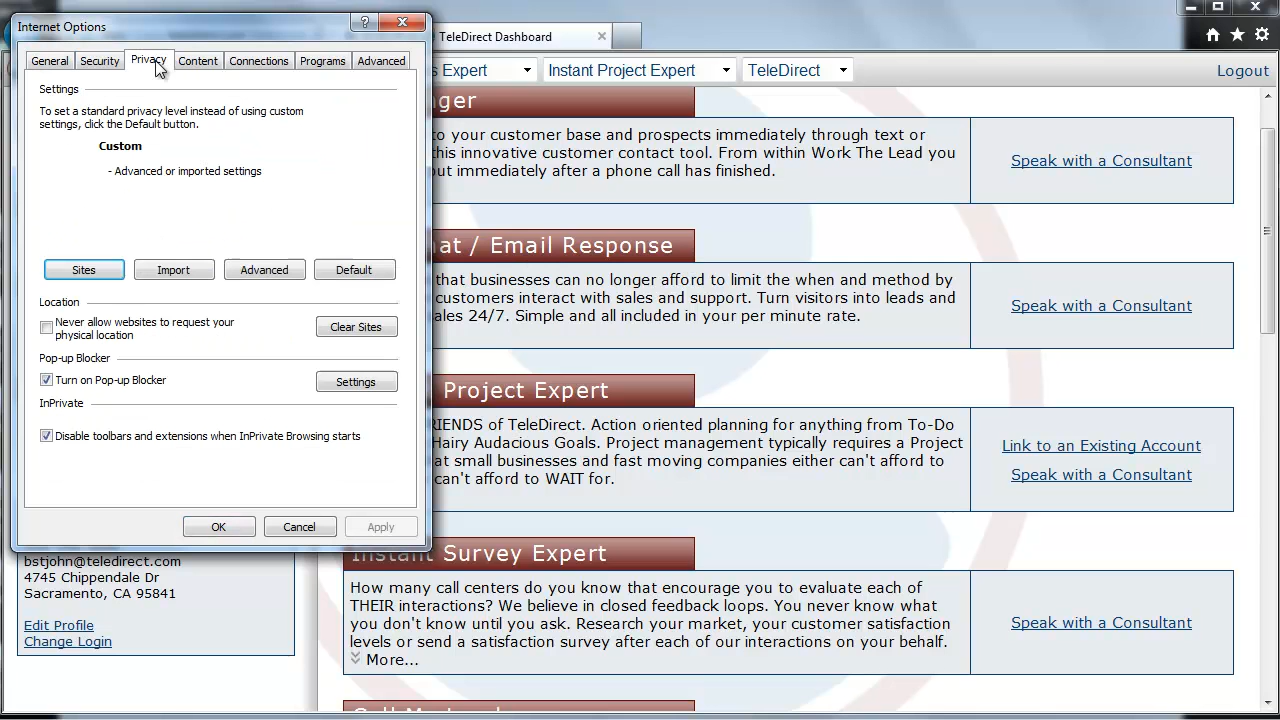 Internet Options
General Security Privacy Content Connections Programs Advanced
Settings
To set a standard privacy level instead of using custom
settings, click the Default button.
Custom
- Advanced or imported settings
Sites Import Advanced Default
Location
Never allow websites to request your
physical location
Clear Sites
Pop-up Blocker
Turn on Pop-up Blocker
Settings
InPrivate
Disable toolbars and extensions when InPrivate Browsing starts
OK Cancel Apply
bstjohn@teledirect.com
4745 Chippendale Dr
Sacramento, CA 95841
Edit Profile
Change Login
TeleDirect Dashboard
Expert Instant Project Expert TeleDirect Logout
to your customer base and prospects immediately through text or
this innovative customer contact tool. From within Work The Lead you
immediately after a phone call has finished.
Speak with a Consultant
/ Email Response
that businesses can no longer afford to limit the when and method by
customers interact with sales and support. Turn visitors into leads and
24/7. Simple and all included in your per minute rate.
Speak with a Consultant
Project Expert
of TeleDirect. Action oriented planning for anything from To-Do
Hairy Audacious Goals. Project management typically requires a Project
at small businesses and fast moving companies either can't afford to
can't afford to WAIT for.
Link to an Existing Account
Speak with a Consultant
Instant Survey Expert
How many call centers do you know that encourage you to evaluate each of
THEIR interactions? We believe in closed feedback loops. You never know what
you don't know until you ask. Research your market, your customer satisfaction
levels or send a satisfaction survey after each of our interactions on your behalf.
More...
Speak with a Consultant